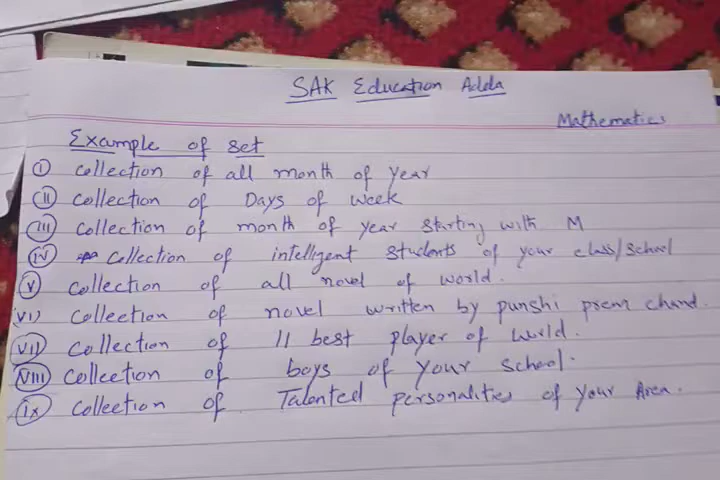 SAK Education Adda
Mathematics
Example of set
(I) Collection of all month of year
(II) Collection of Days of week
(III) Collection of month of year starting with M
(IV) Collection of intelligent students of your class/school
(V) Collection of all novel of world.
(VI) Collection of novel written by punshi prem chand.
(VII) Collection of 11 best player of world.
(VIII) Collection of boys of your school.
(IX) Collection of Talented personalities of your Area.